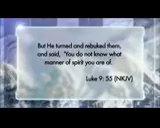 But He turned and rebuked them,
and said, 'You do not know what
manner of spirit you are of.
Luke 9: 55 (NKJV)